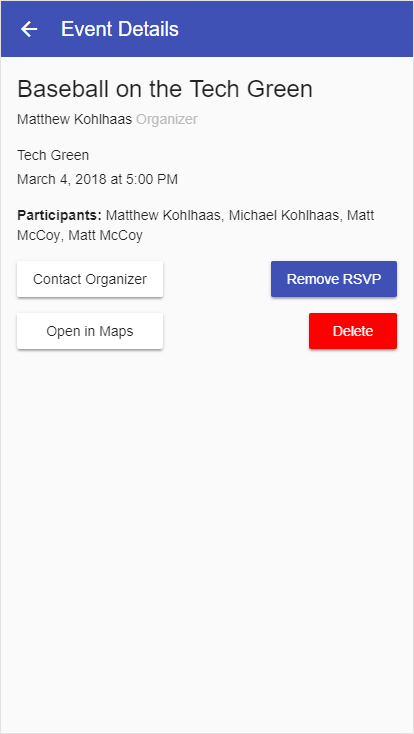 Event Details
Baseball on the Tech Green
Matthew Kohlhaas Organizer
Tech Green
March 4, 2018 at 5:00 PM
Participants: Matthew Kohlhaas, Michael Kohlhaas, Matt
McCoy, Matt McCoy
Contact Organizer
Remove RSVP
Open in Maps
Delete